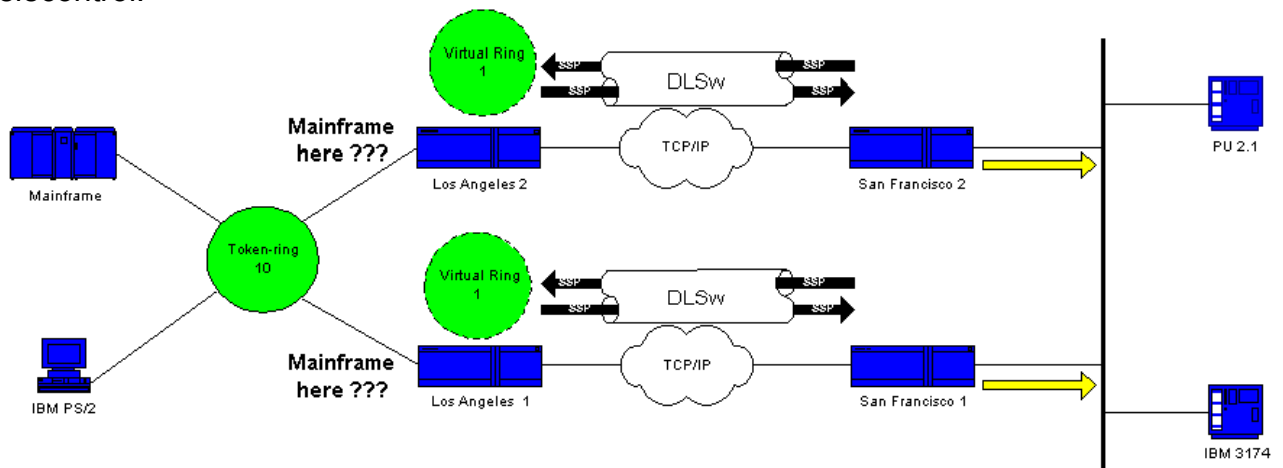 Virtual Ring
1
SSP
SSP
DLSw
SSP
SSP
Mainframe
here ???
TCP/IP
Mainframe
Los Angeles 2
San Francisco 2
PU 2.1
Token-ring
10
Virtual Ring
1
SSP
SSP
DLSw
SSP
SSP
Mainframe
here ???
TCP/IP
IBM PS/2
Los Angeles 1
San Francisco 1
IBM 3174